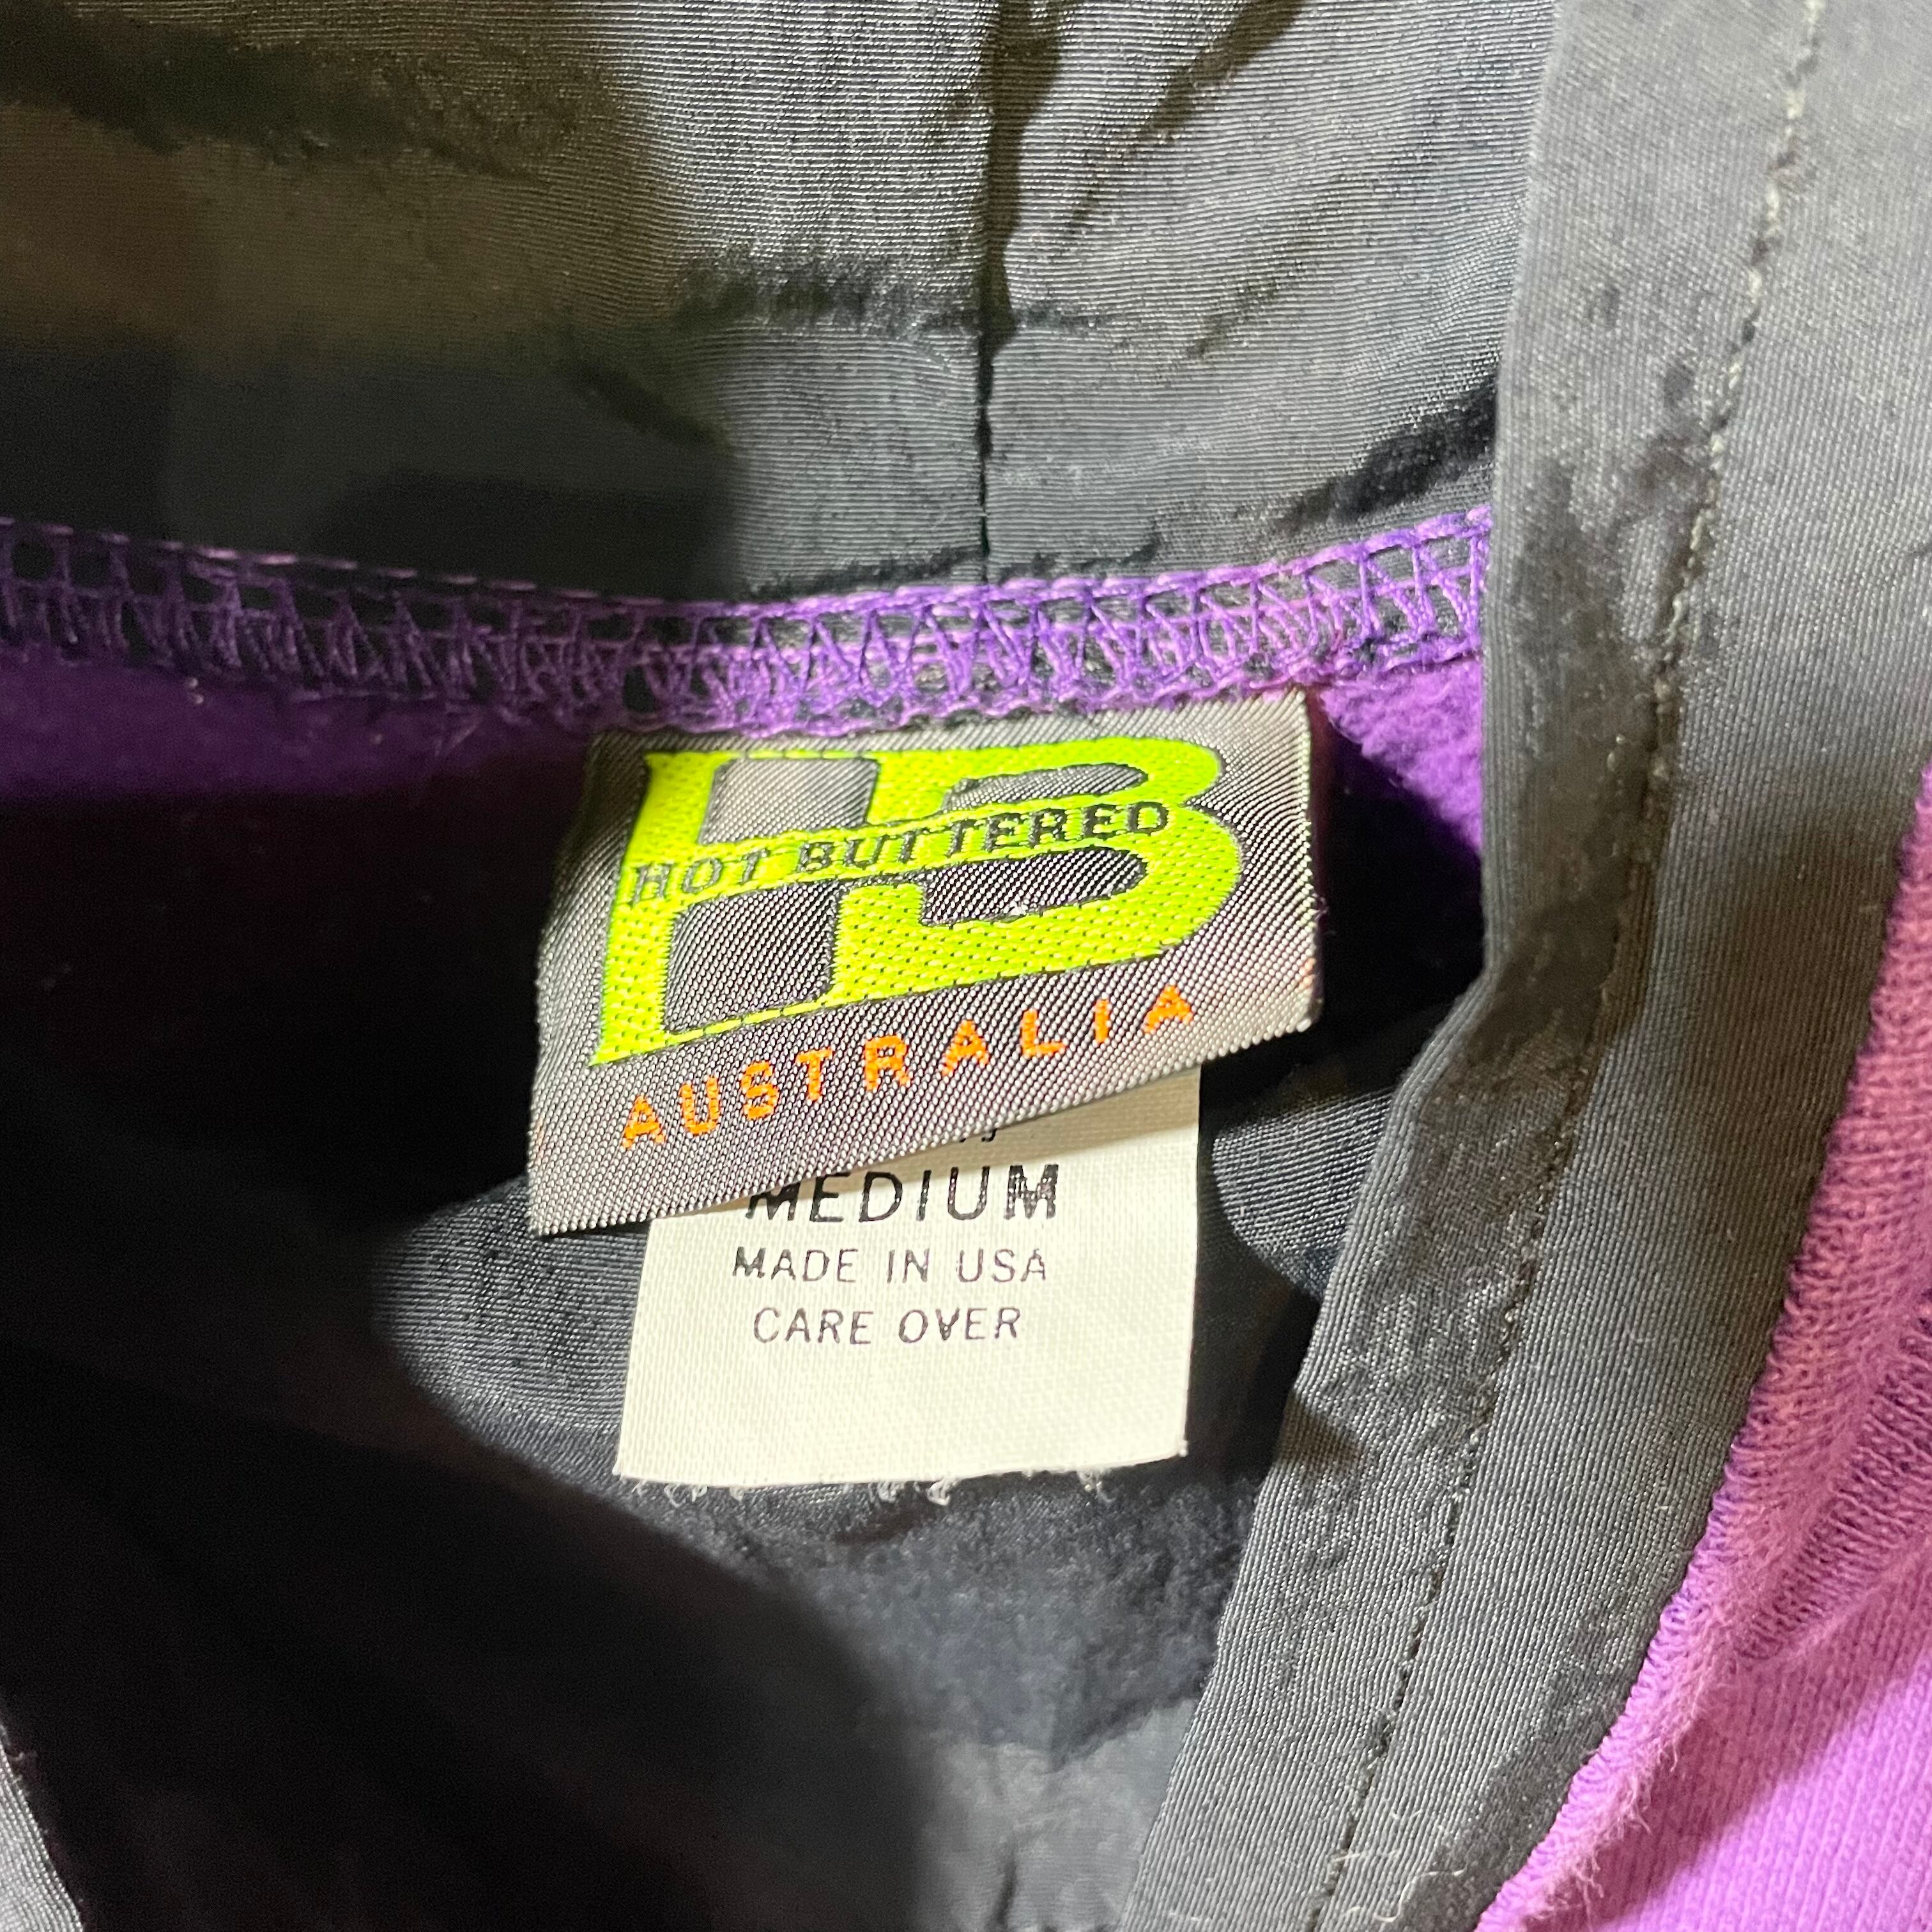 HB
HOT BUTTERED
AUSTRALIA
MEDIUM
MADE IN USA
CARE OVER